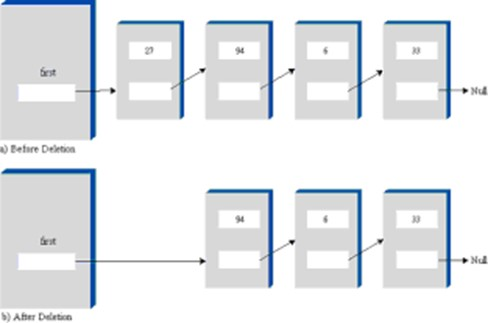 first
27
94
6
33
Null
a) Before Deletion
first
94
6
33
Null
b) After Deletion